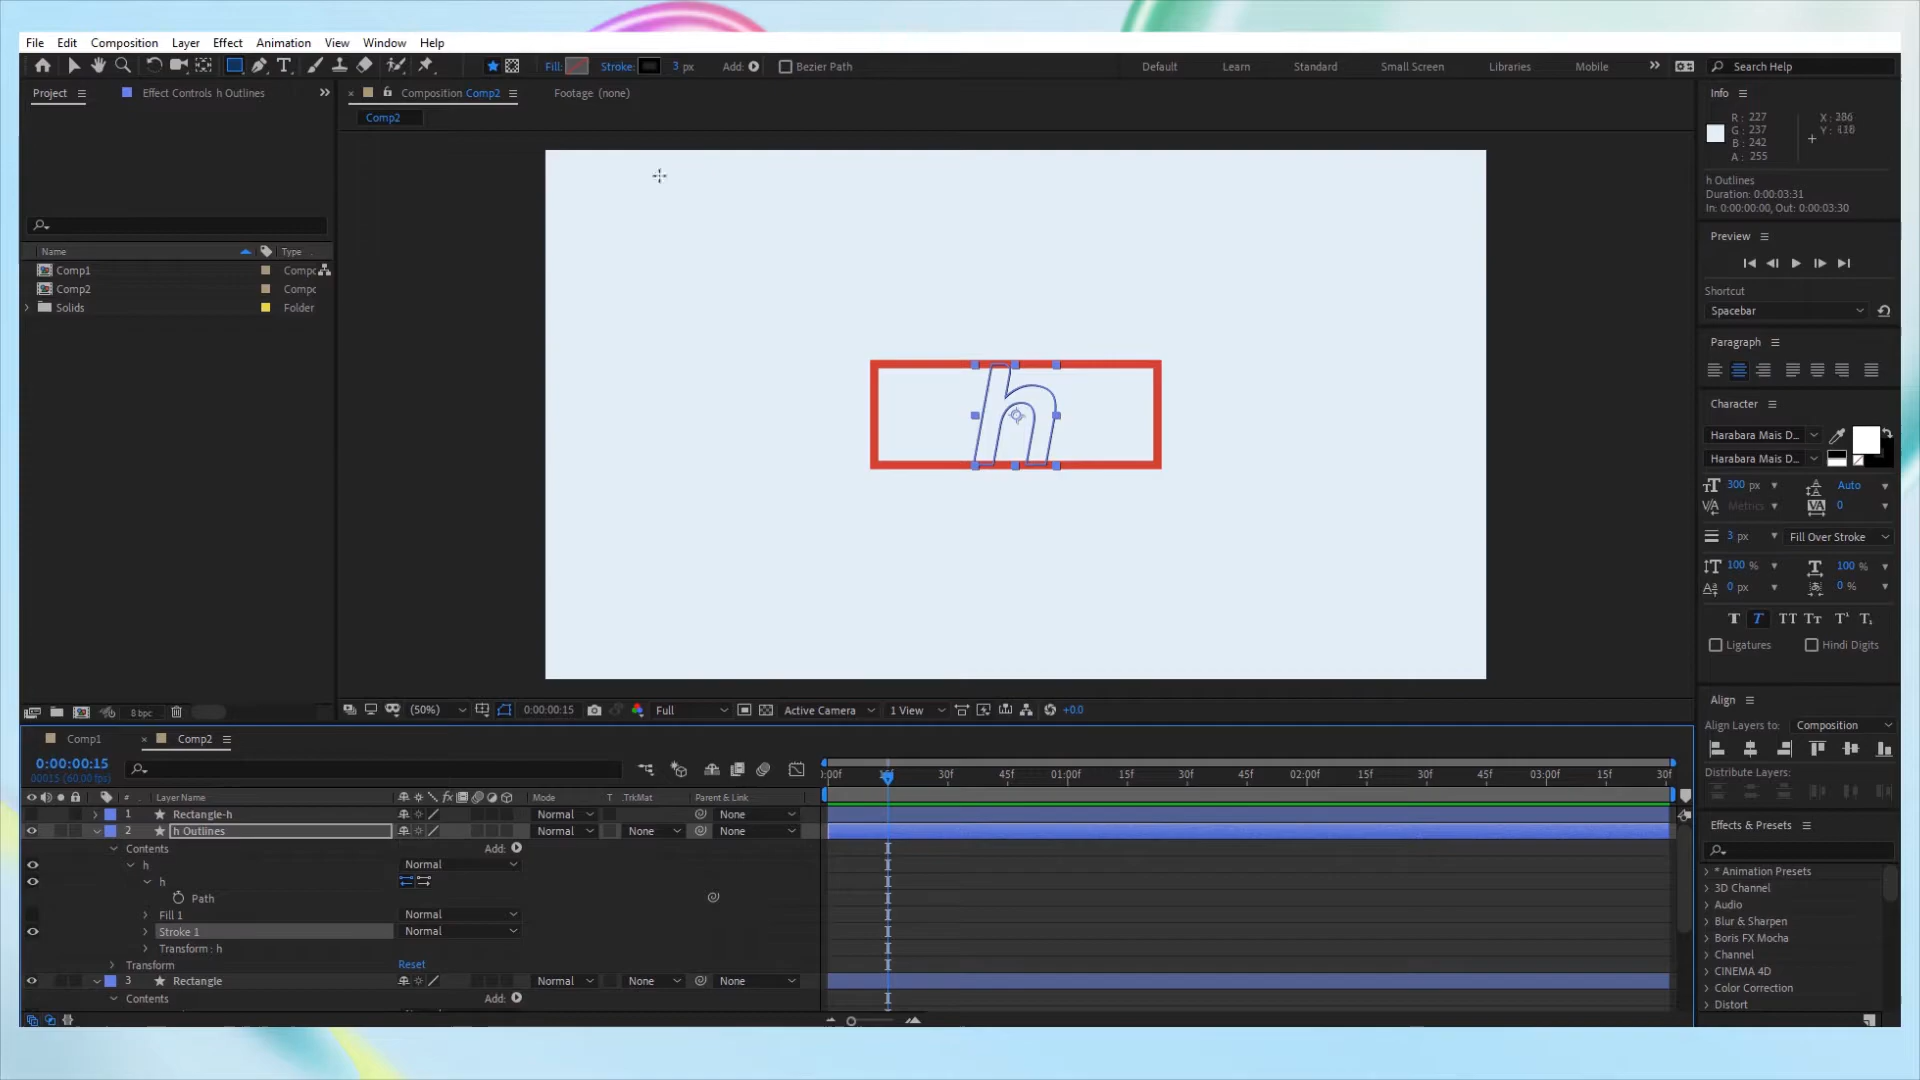 File Edit Composition Layer Effect Animation View Window Help
Fill: Stroke: 3 px Add: Bezier Path Default Learn Standard Small Screen Libraries Mobile Search Help
Project Effect Controls h Outlines Composition Comp2 Footage (none) Info
Comp2
R: 227 X: 286
G: 237
B: 242
A: 255
h Outlines
Duration: 0:00:03:31
In: 0:00:00:00, Out: 0:00:03:30
Name Type
Comp1 Compc
Comp2 Compc
Solids Folder
Preview
Shortcut
Spacebar
Paragraph
Character
Harabara Mais D...
Harabara Mais D...
300 px Auto
Metrics 0
3 px Fill Over Stroke
100 % 100 %
0 px 0 %
Ligatures Hindi Digits
h
8 bpc (50%) 0:00:00:15 Full Active Camera 1 View +0.0
Align
Align Layers to: Composition
Distribute Layers:
Comp1 Comp2
0:00:00:15
00015 (60.00 fps)
:00f 15f 30f 45f 01:00f 15f 30f 45f 02:00f 15f 30f 45f 03:00f 15f 30f
# Layer Name Mode T .TrkMat Parent & Link
1 Rectangle-h Normal None
2 h Outlines Normal None None
Contents Add:
h Normal
h
Path
Fill 1 Normal
Stroke 1 Normal
Transform : h
Transform Reset
3 Rectangle Normal None None
Contents Add:
Effects & Presets
* Animation Presets
3D Channel
Audio
Blur & Sharpen
Boris FX Mocha
Channel
CINEMA 4D
Color Correction
Distort